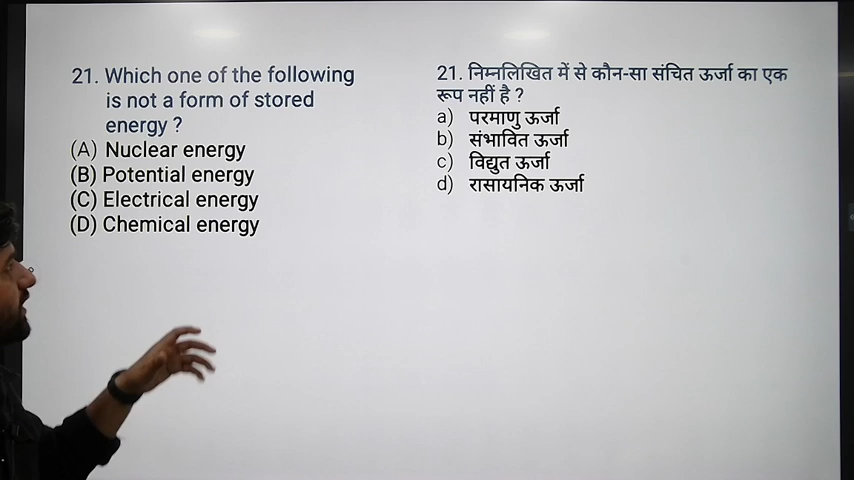 21. Which one of the following
is not a form of stored
energy ?
(A) Nuclear energy
(B) Potential energy
(C) Electrical energy
(D) Chemical energy
21. निम्नलिखित में से कौन-सा संचित ऊर्जा का एक
रूप नहीं है ?
a) परमाणु ऊर्जा
b) संभावित ऊर्जा
c) विद्युत ऊर्जा
d) रासायनिक ऊर्जा